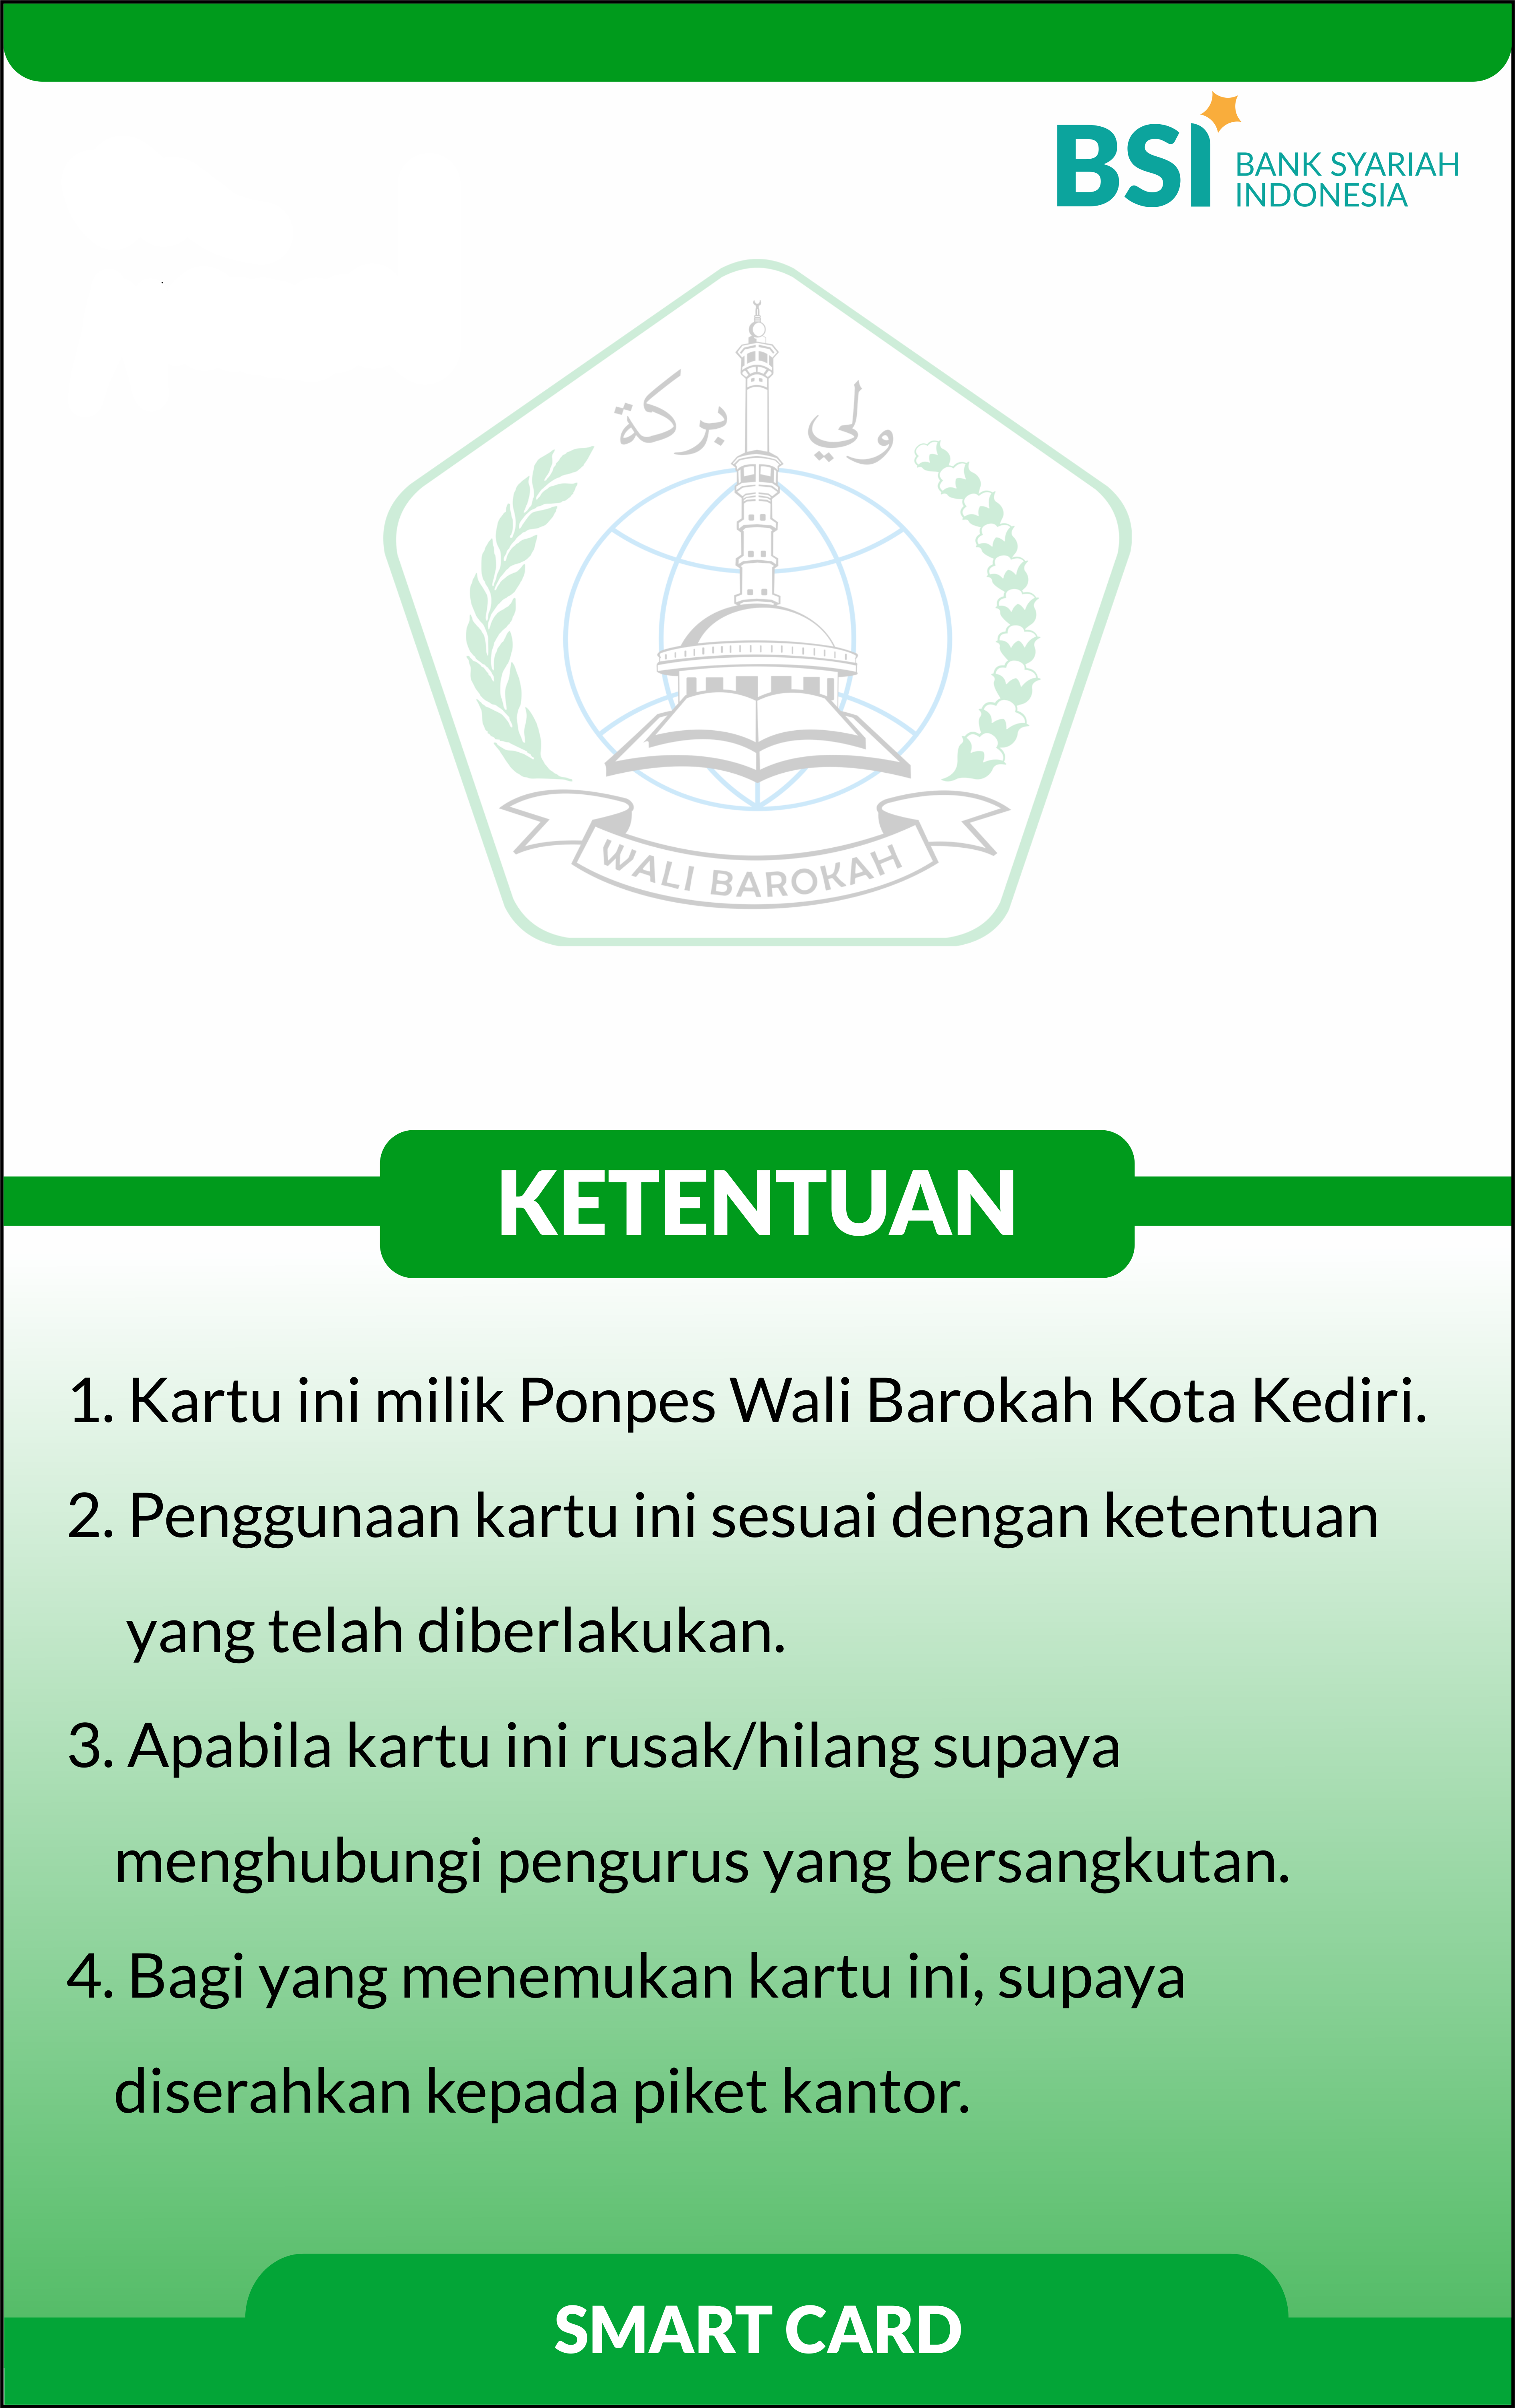 BSI BANK SYARIAH
INDONESIA
ولي بركة
WALI BAROKAH
KETENTUAN
1. Kartu ini milik Ponpes Wali Barokah Kota Kediri.
2. Penggunaan kartu ini sesuai dengan ketentuan
yang telah diberlakukan.
3. Apabila kartu ini rusak/hilang supaya
menghubungi pengurus yang bersangkutan.
4. Bagi yang menemukan kartu ini, supaya
diserahkan kepada piket kantor.
SMART CARD